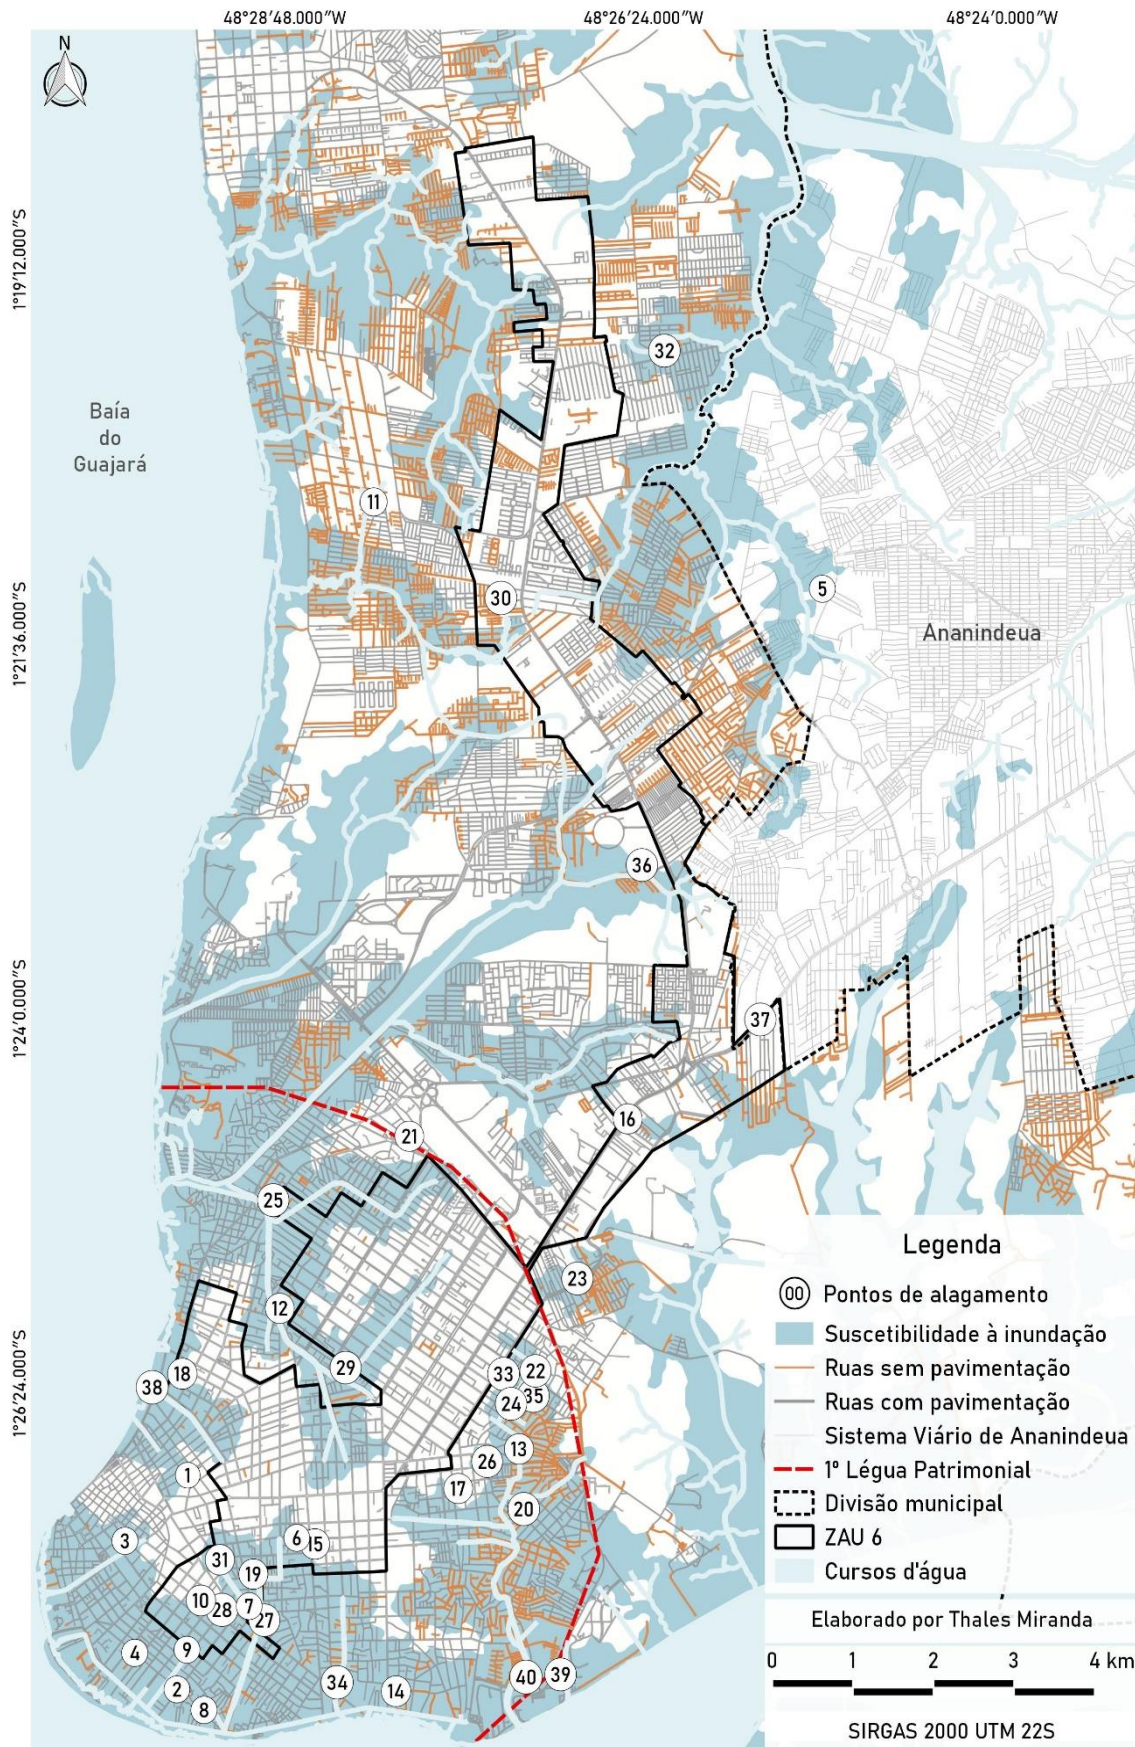 48°28'48.000"W
48°26'24.000"W
48°24'0.000"W
N
1°19'12.000"S
32
Baía
do
Guajará
11
5
30
Ananindeua
1°21'36.000"S
36
1°24'0.000"S
37
16
21
25
23
12
29
22
33
18
38
35
24
1°26'24.000"S
13
26
1
17
20
3
6
15
31
19
10
28
7
27
4
9
40
39
34
2
14
8
Legenda
00 Pontos de alagamento
Suscetibilidade à inundação
Ruas sem pavimentação
Ruas com pavimentação
Sistema Viário de Ananindeua
1º Légua Patrimonial
Divisão municipal
ZAU 6
Cursos d'água
Elaborado por Thales Miranda
0 1 2 3 4 km
SIRGAS 2000 UTM 22S